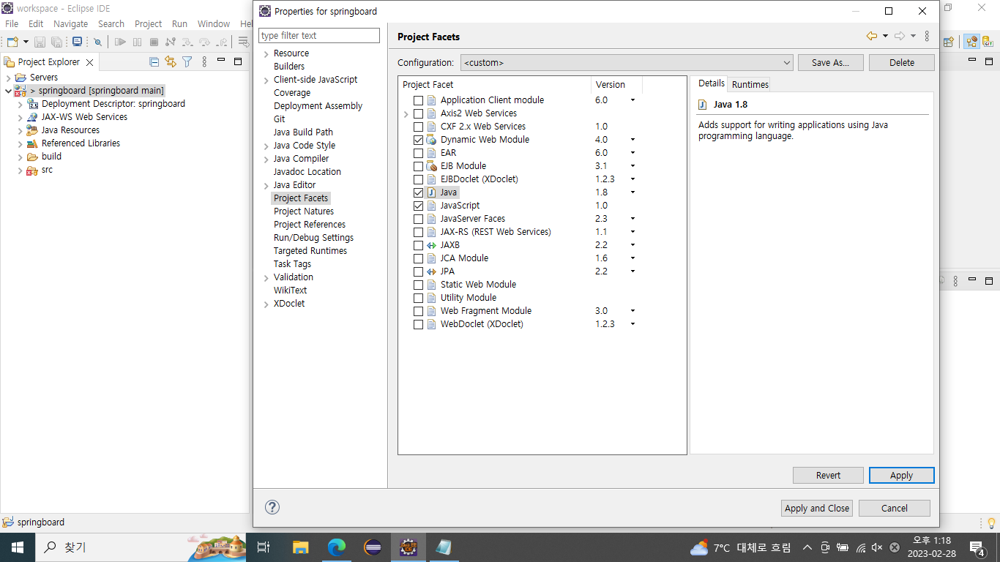 workspace - Eclipse IDE
File Edit Navigate Search Project Run Window
Project Explorer
Servers
> springboard [springboard main]
Deployment Descriptor: springboard
JAX-WS Web Services
Java Resources
Referenced Libraries
build
src
springboard
Properties for springboard
type filter text
Resource
Builders
Client-side JavaScript
Coverage
Deployment Assembly
Git
Java Build Path
Java Code Style
Java Compiler
Javadoc Location
Java Editor
Project Facets
Project Natures
Project References
Run/Debug Settings
Targeted Runtimes
Task Tags
Validation
WikiText
XDoclet
Project Facets
Configuration: <custom> Save As... Delete
Project Facet Version
Application Client module 6.0
Axis2 Web Services
CXF 2.x Web Services 1.0
Dynamic Web Module 4.0
EAR 6.0
EJB Module 3.1
EJBDoclet (XDoclet) 1.2.3
Java 1.8
JavaScript 1.0
JavaServer Faces 2.3
JAX-RS (REST Web Services) 1.1
JAXB 2.2
JCA Module 1.6
JPA 2.2
Static Web Module
Utility Module
Web Fragment Module 3.0
WebDoclet (XDoclet) 1.2.3
Details Runtimes
Java 1.8
Adds support for writing applications using Java
programming language.
Revert Apply
Apply and Close Cancel
찾기
7°C 대체로 흐림
오후 1:18
2023-02-28
4